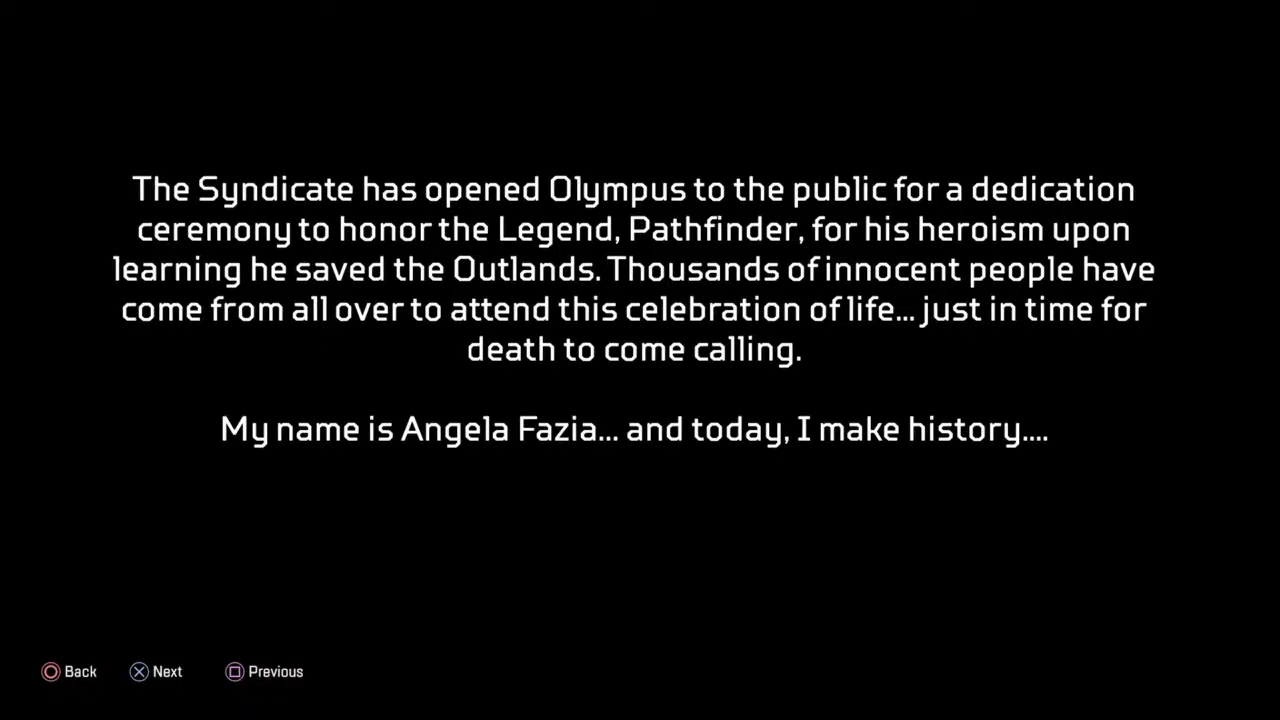 The Syndicate has opened Olympus to the public for a dedication
ceremony to honor the Legend, Pathfinder, for his heroism upon
learning he saved the Outlands. Thousands of innocent people have
come from all over to attend this celebration of life... just in time for
death to come calling.
My name is Angela Fazia... and today, I make history....
Back Next Previous